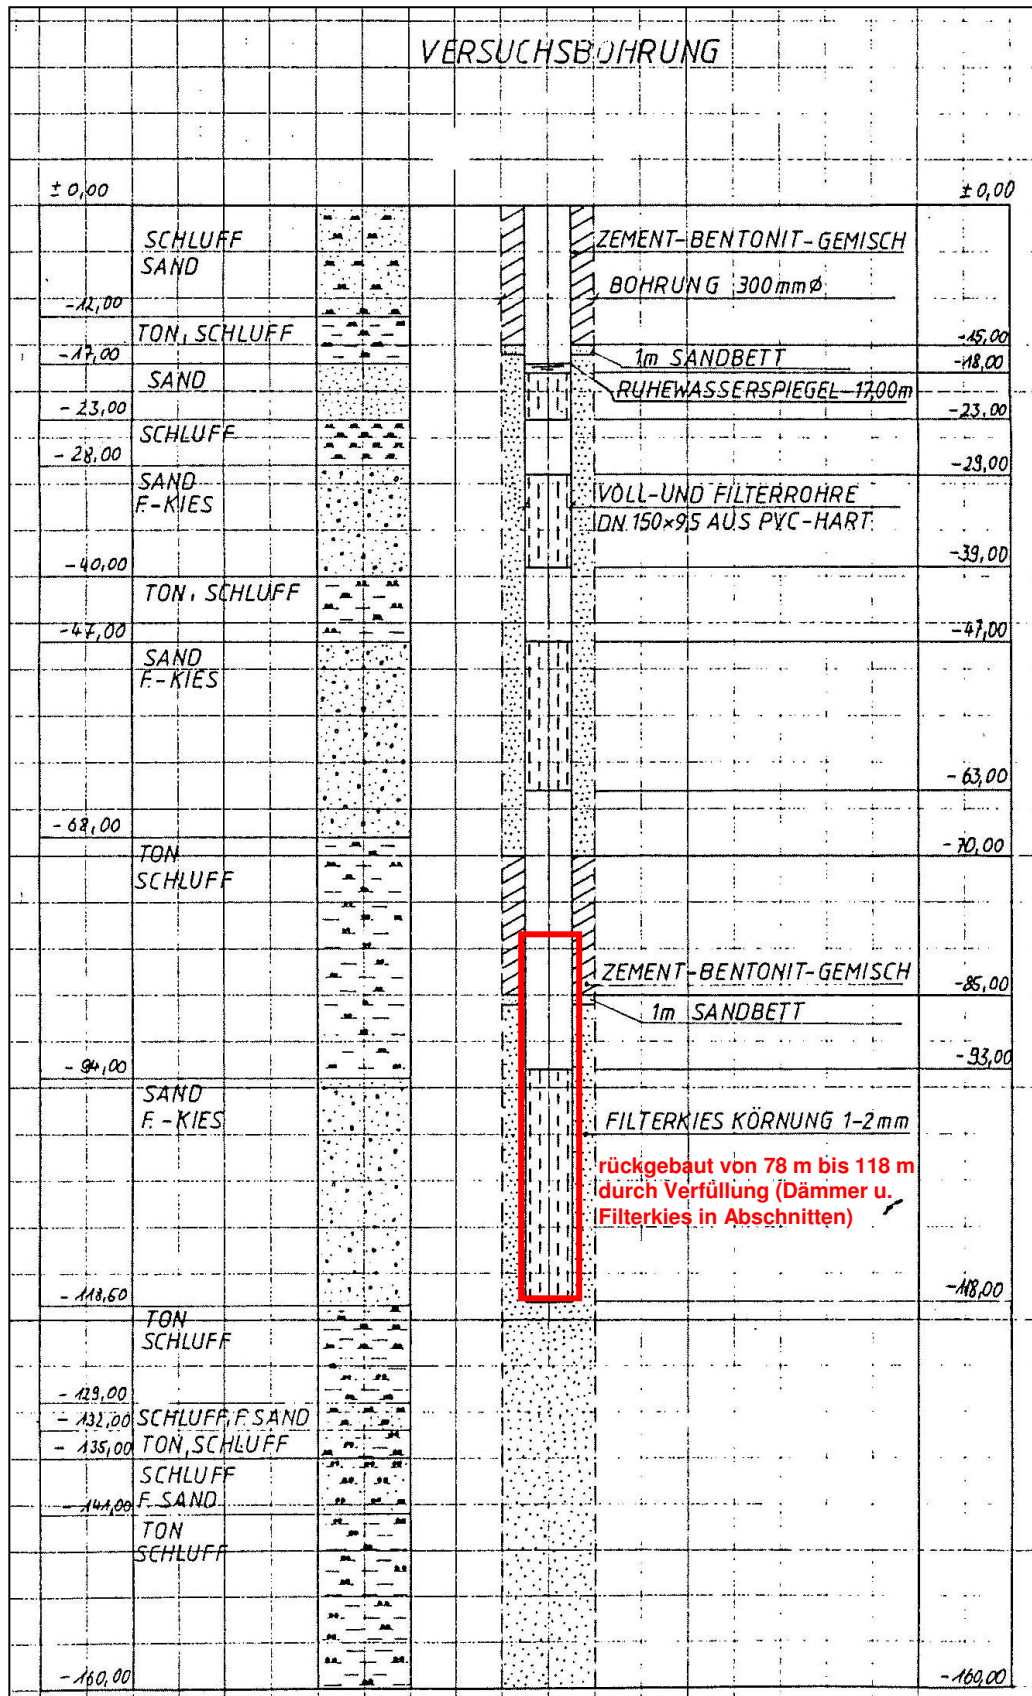 VERSUCHSBOHRUNG
± 0,00
± 0,00
SCHLUFF
SAND
ZEMENT-BENTONIT-GEMISCH
BOHRUNG 300mmØ
-12,00
TON, SCHLUFF
-15,00
-17,00
1m SANDBETT
-18,00
SAND
RUHEWASSERSPIEGEL-17,00m
-23,00
-23,00
SCHLUFF
-28,00
-29,00
SAND
F.-KIES
VOLL-UND FILTERROHRE
DN 150×9,5 AUS PVC-HART
-39,00
-40,00
TON, SCHLUFF
-47,00
-47,00
SAND
F.-KIES
-63,00
-68,00
-70,00
TON
SCHLUFF
ZEMENT-BENTONIT-GEMISCH
-85,00
1m SANDBETT
-93,00
-94,00
SAND
F.-KIES
FILTERKIES KÖRNUNG 1-2mm
rückgebaut von 78 m bis 118 m
durch Verfüllung (Dämmer u.
Filterkies in Abschnitten)
-118,00
-118,60
TON
SCHLUFF
-129,00
-132,00 SCHLUFF, F.SAND
-135,00 TON, SCHLUFF
SCHLUFF
-141,00 F. SAND
TON
SCHLUFF
-160,00
-160,00